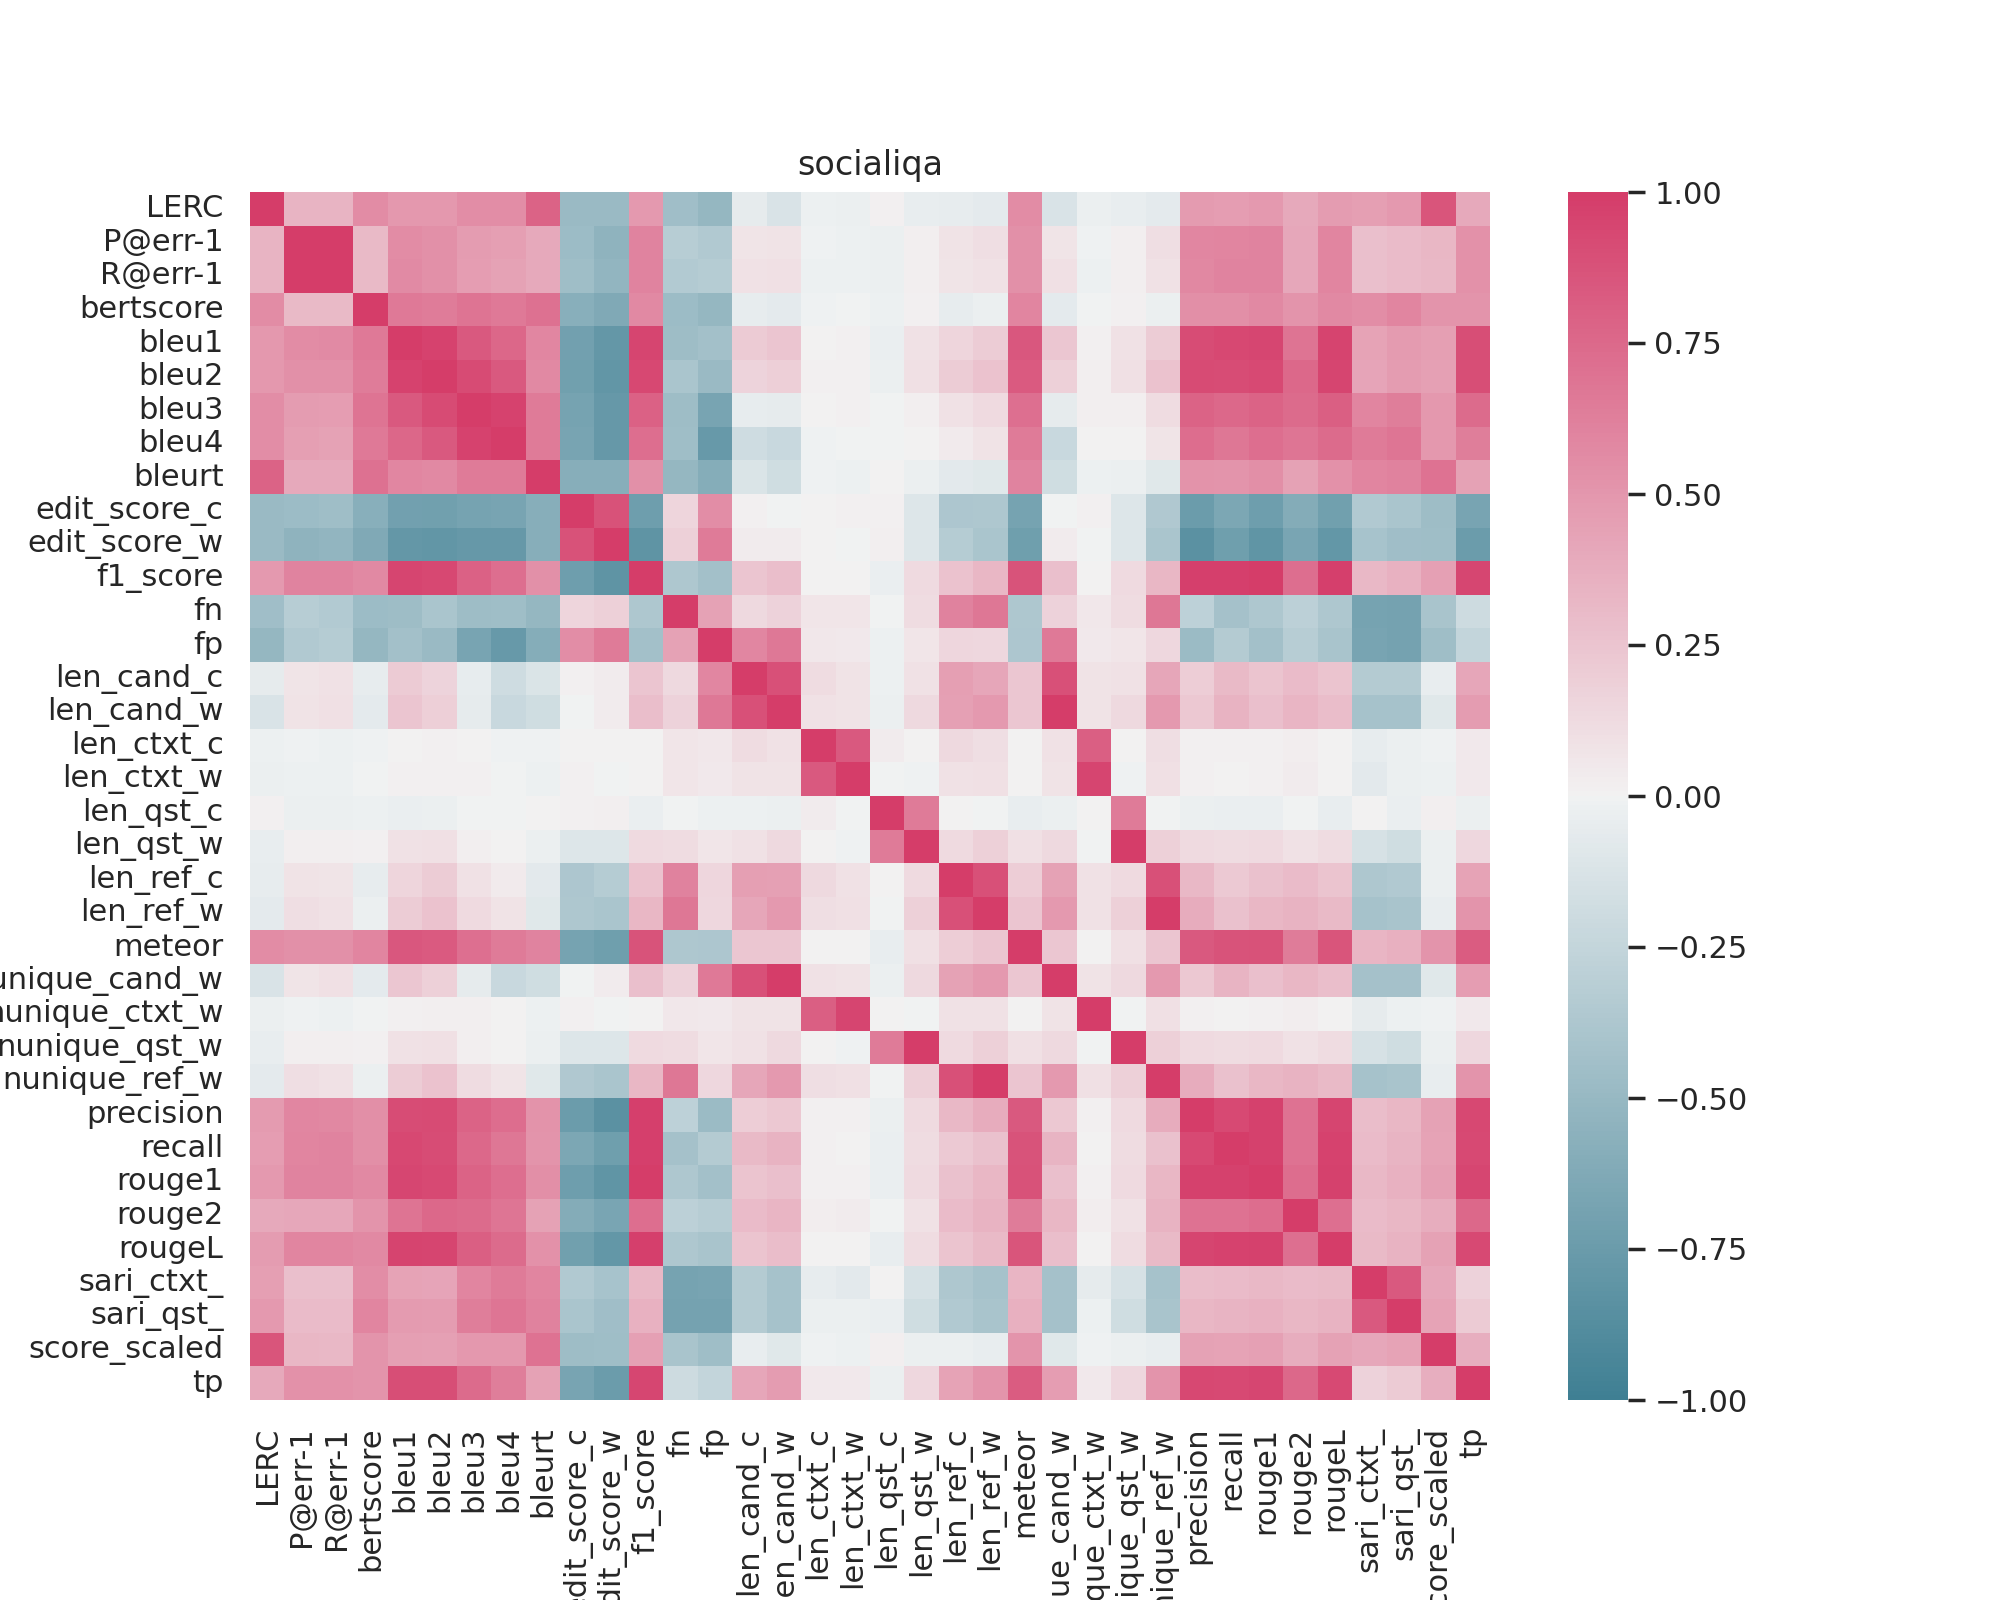 socialiqa
LERC
P@err-1
R@err-1
bertscore
bleu1
bleu2
bleu3
bleu4
bleurt
edit_score_c
edit_score_w
f1_score
fn
fp
len_cand_c
len_cand_w
len_ctxt_c
len_ctxt_w
len_qst_c
len_qst_w
len_ref_c
len_ref_w
meteor
unique_cand_w
nunique_ctxt_w
nunique_qst_w
nunique_ref_w
precision
recall
rouge1
rouge2
rougeL
sari_ctxt_
sari_qst_
score_scaled
tp
LERC
P@err-1
R@err-1
bertscore
bleu1
bleu2
bleu3
bleu4
bleurt
edit_score_c
dit_score_w
f1_score
fn
fp
len_cand_c
en_cand_w
len_ctxt_c
len_ctxt_w
len_qst_c
len_qst_w
len_ref_c
len_ref_w
meteor
ue_cand_w
que_ctxt_w
ique_qst_w
nique_ref_w
precision
recall
rouge1
rouge2
rougeL
sari_ctxt_
sari_qst_
core_scaled
tp
1.00
0.75
0.50
0.25
0.00
−0.25
−0.50
−0.75
−1.00